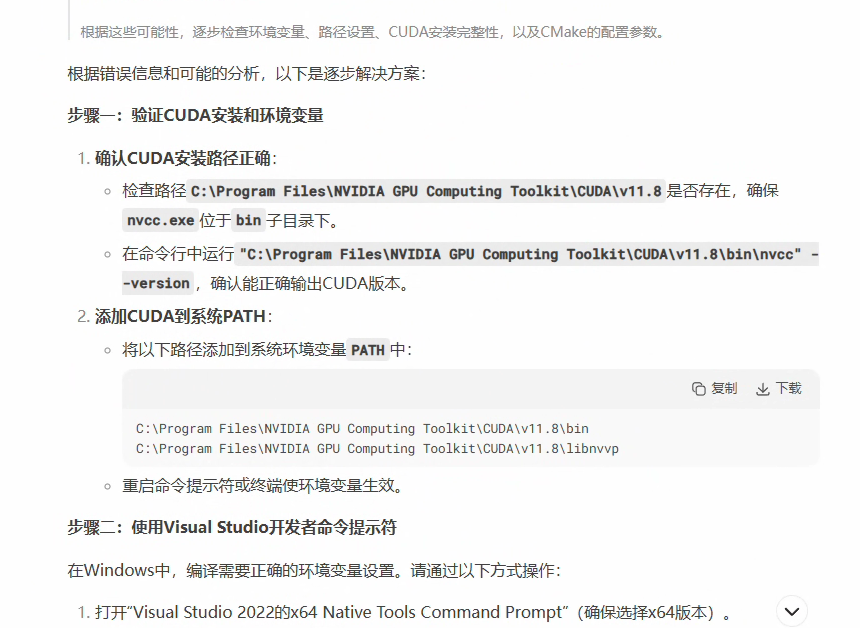 根据这些可能性，逐步检查环境变量、路径设置、CUDA安装完整性，以及CMake的配置参数。
根据错误信息和可能的分析，以下是逐步解决方案：
步骤一：验证CUDA安装和环境变量
1. 确认CUDA安装路径正确：
检查路径 C:\Program Files\NVIDIA GPU Computing Toolkit\CUDA\v11.8 是否存在，确保
nvcc.exe 位于 bin 子目录下。
在命令行中运行 "C:\Program Files\NVIDIA GPU Computing Toolkit\CUDA\v11.8\bin\nvcc" -
-version ，确认能正确输出CUDA版本。
2. 添加CUDA到系统PATH：
将以下路径添加到系统环境变量 PATH 中：
复制 下载
C:\Program Files\NVIDIA GPU Computing Toolkit\CUDA\v11.8\bin
C:\Program Files\NVIDIA GPU Computing Toolkit\CUDA\v11.8\libnvvp
重启命令提示符或终端使环境变量生效。
步骤二：使用Visual Studio开发者命令提示符
在Windows中，编译需要正确的环境变量设置。请通过以下方式操作：
1. 打开“Visual Studio 2022的x64 Native Tools Command Prompt”（确保选择x64版本）。